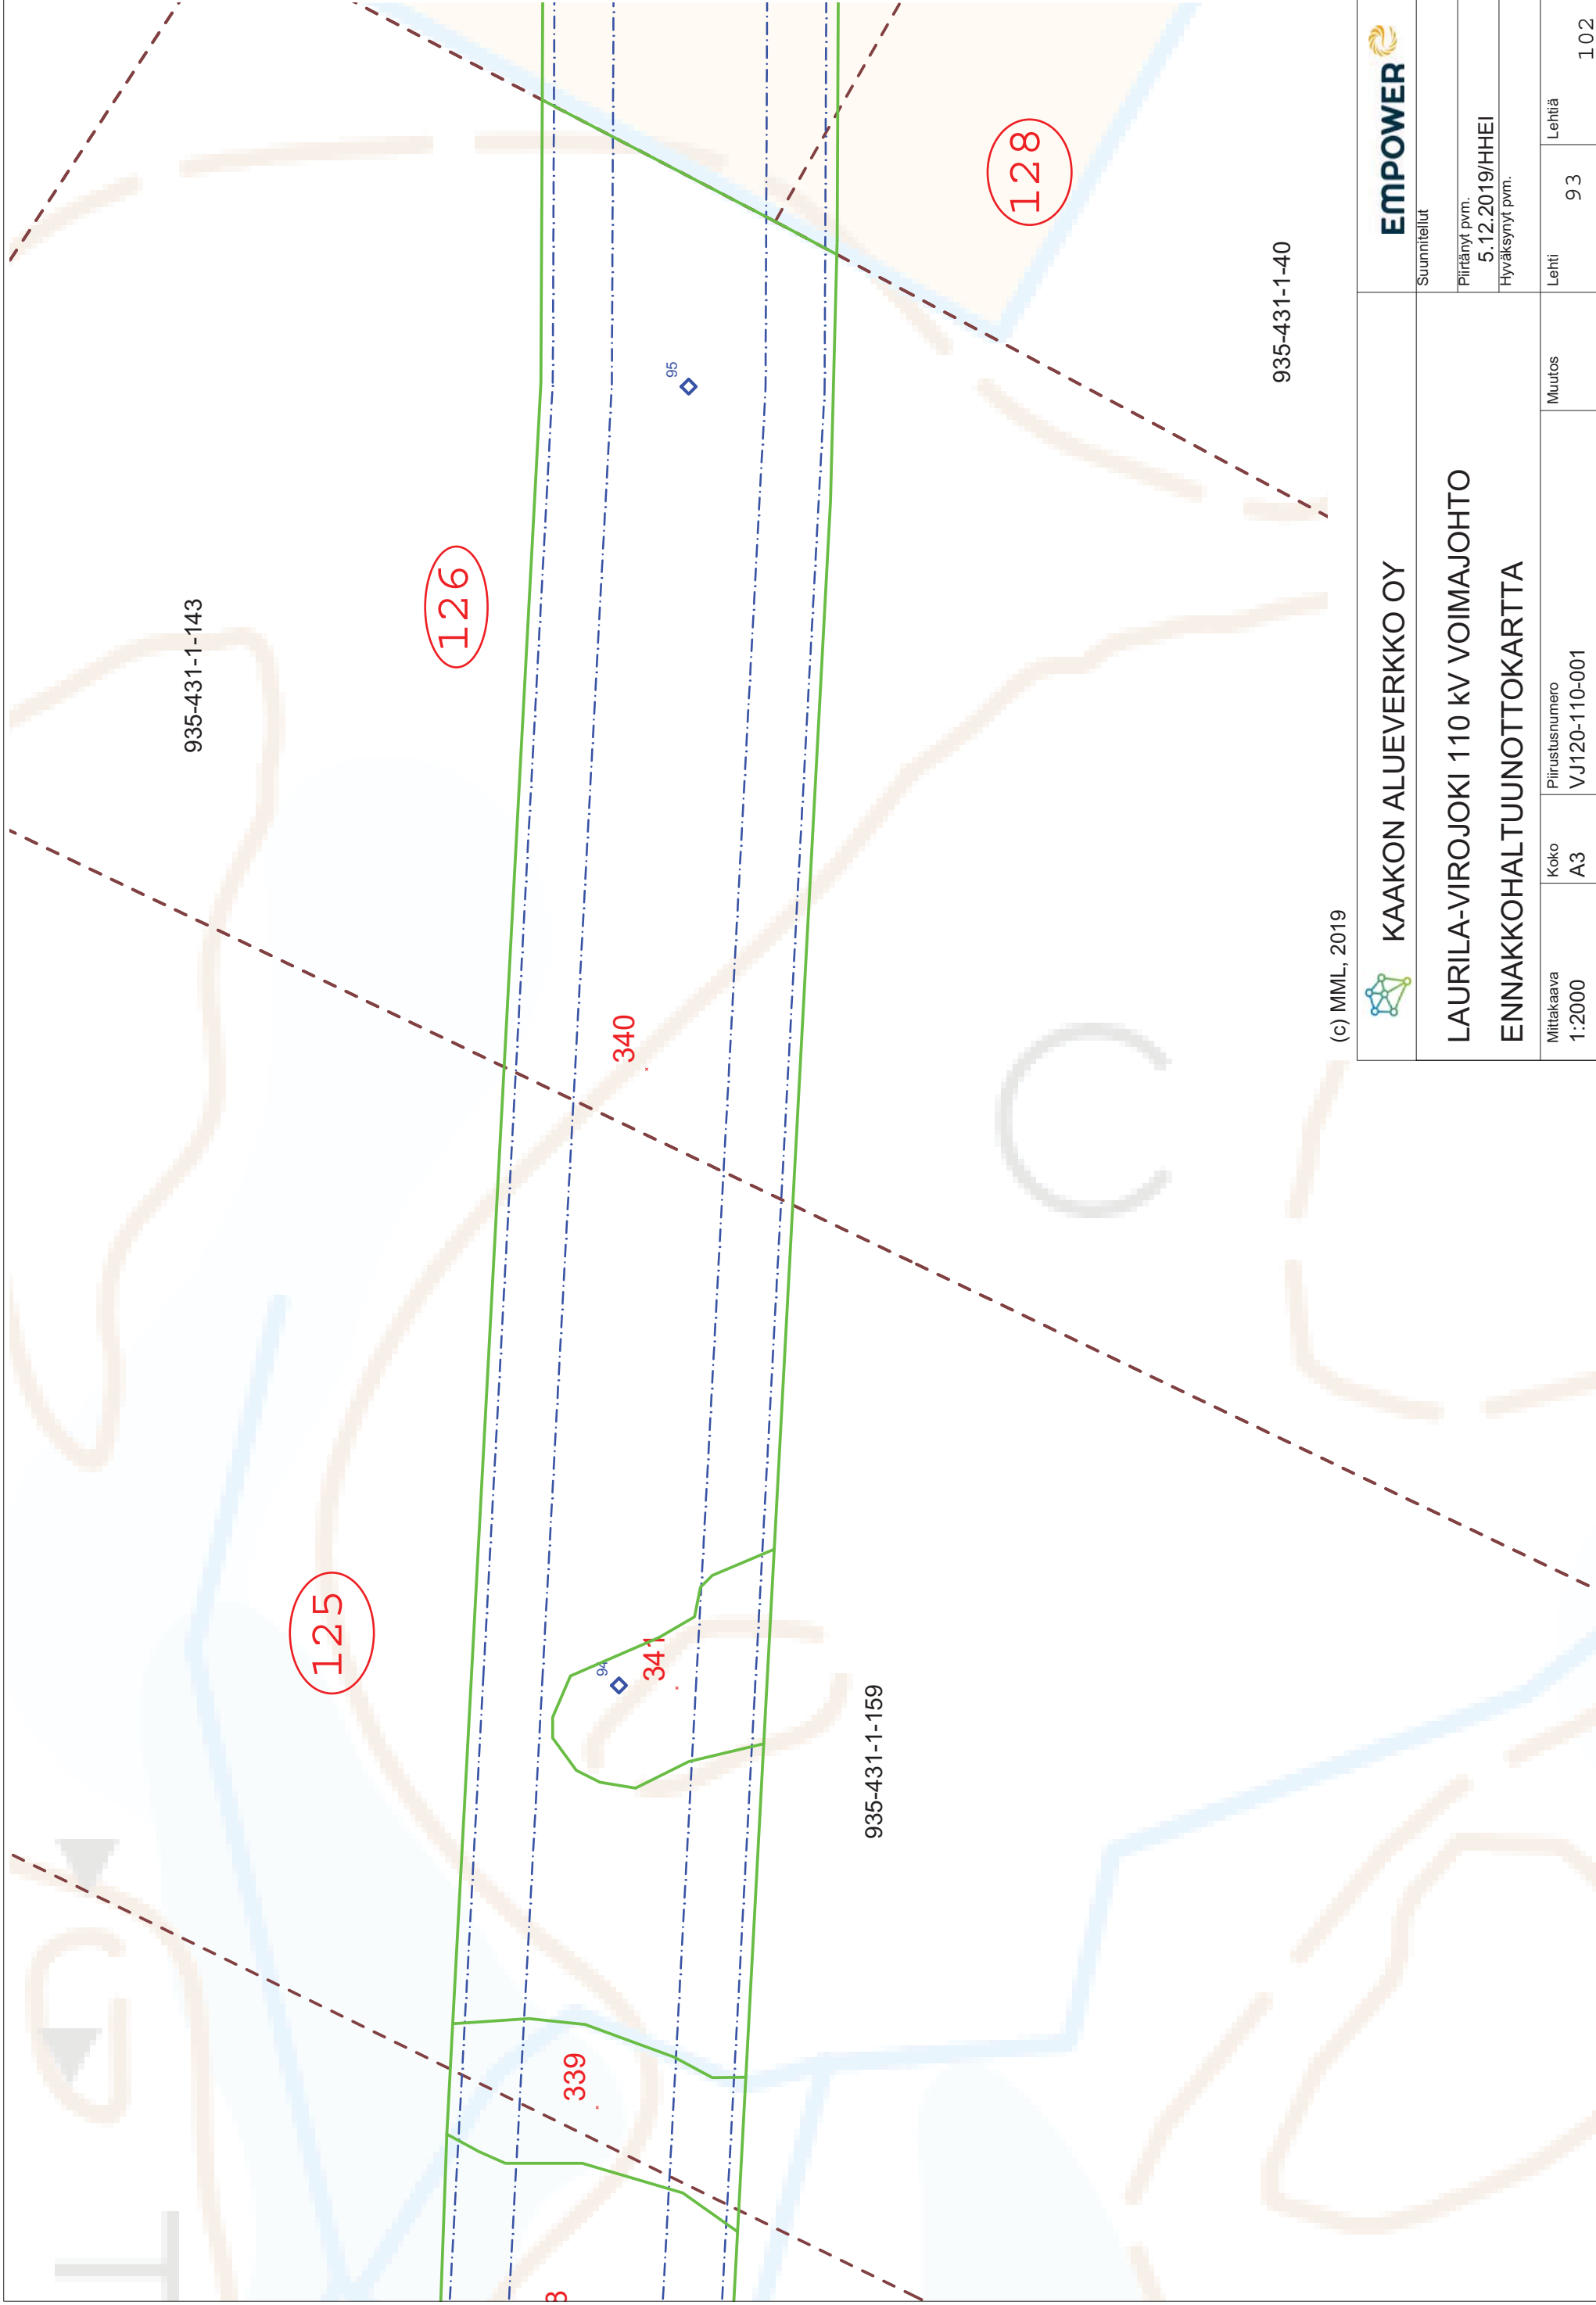 935-431-1-143
126
125
128
95
340
94
341
339
935-431-1-159
935-431-1-40
(c) MML, 2019
KAAKON ALUEVERKKO OY
EMPOWER
LAURILA-VIROJOKI 110 kV VOIMAJOHTO
ENNAKKOHALTUUNOTTOKARTTA
Suunnitellut
Piirtänyt pvm.
5.12.2019/HHEI
Hyväksynyt pvm.
Mittakaava
1:2000
Koko
A3
Piirustusnumero
VJ120-110-001
Muutos
Lehti
93
Lehtiä
102